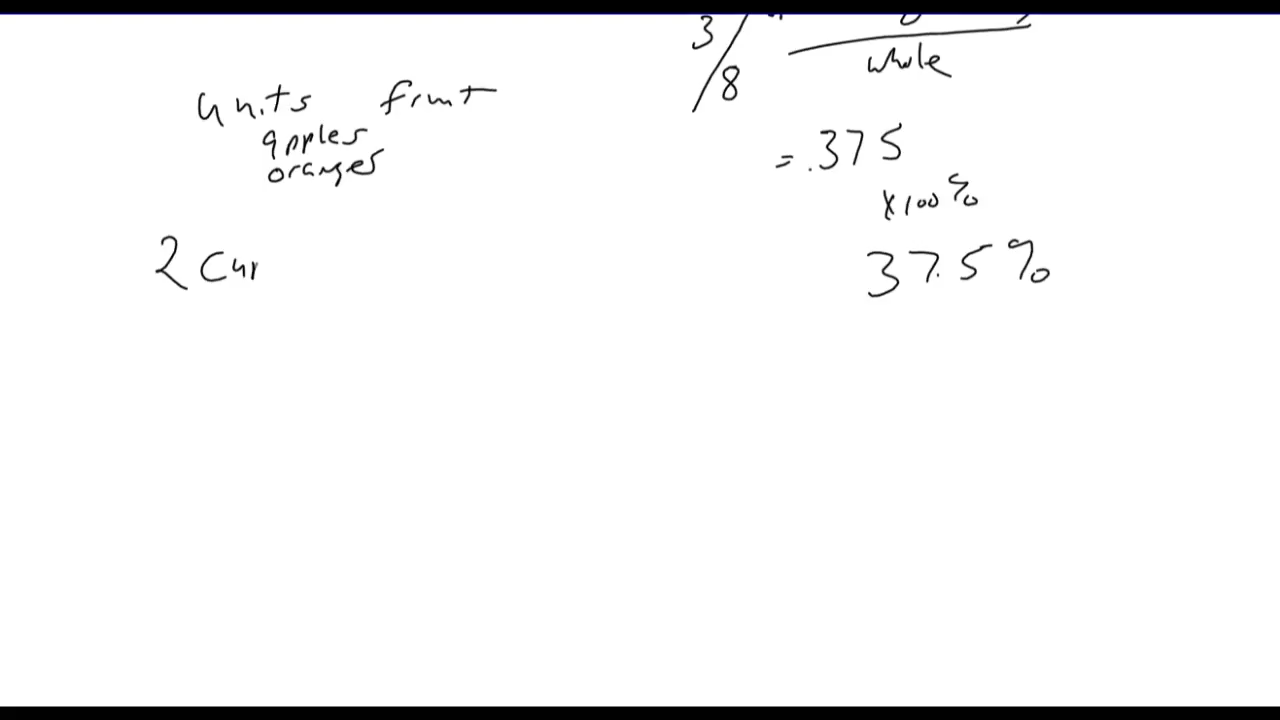 units fruit
apples
oranges
2 cu
3/8
whole
= .375
x100%
37.5%